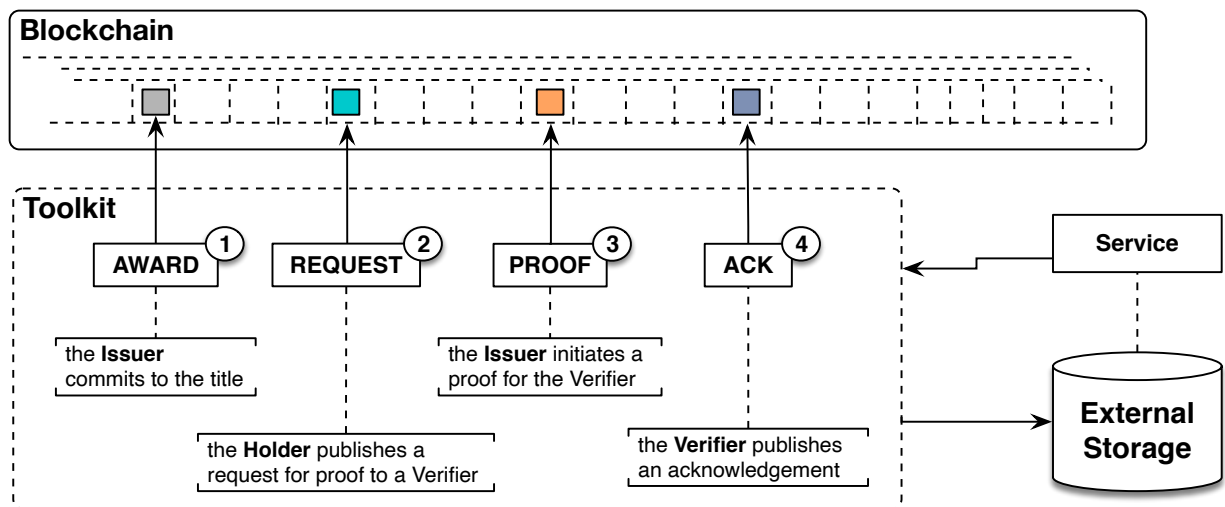 Blockchain
Toolkit
1
2
3
4
AWARD
REQUEST
PROOF
ACK
Service
the Issuer
commits to the title
the Issuer initiates a
proof for the Verifier
the Holder publishes a
request for proof to a Verifier
the Verifier publishes
an acknowledgement
External
Storage